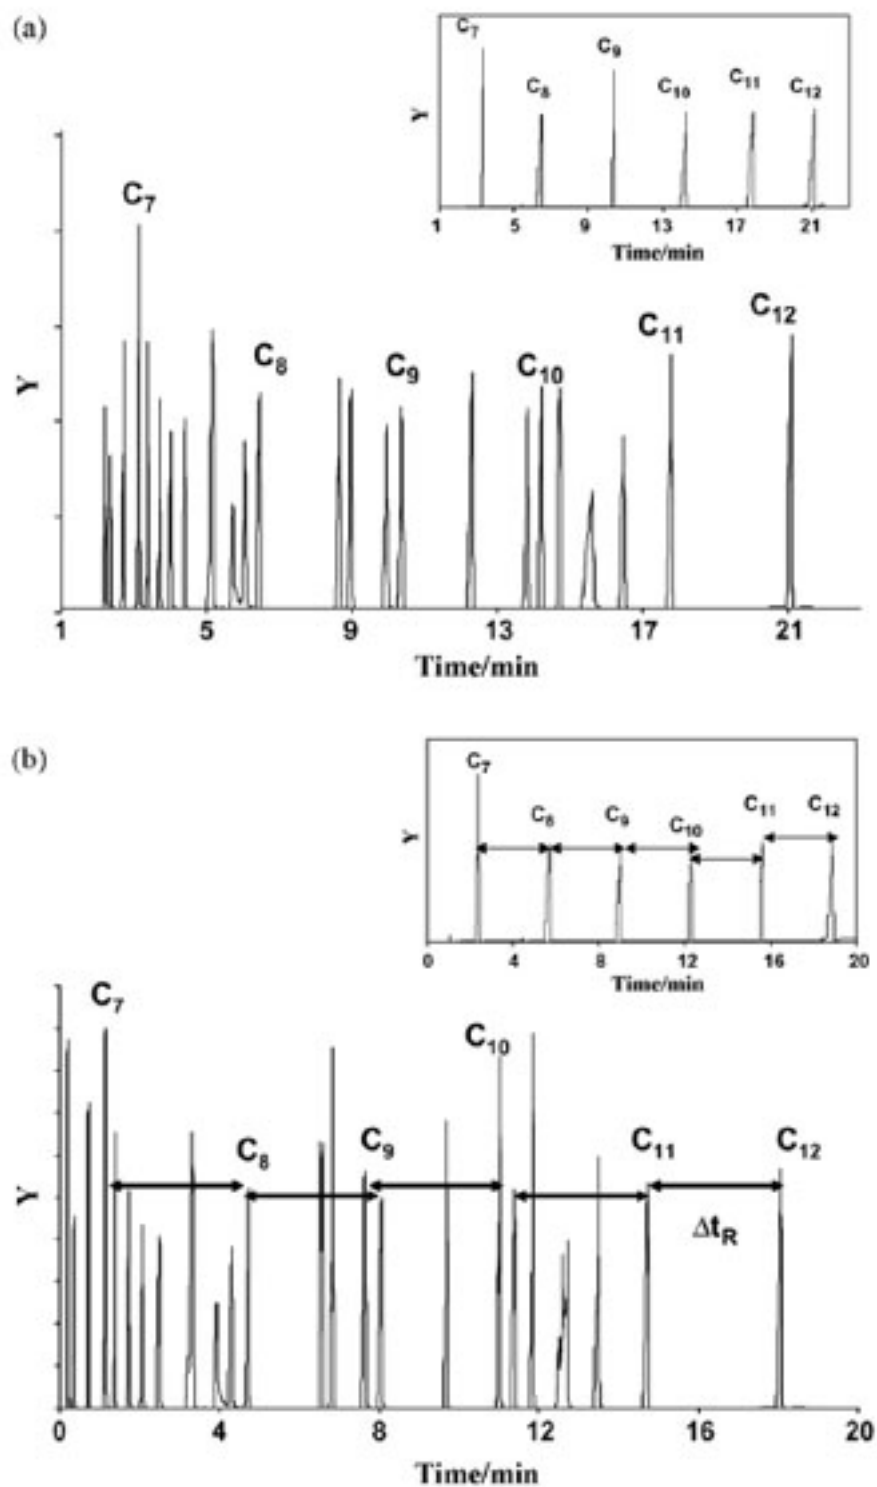 (a)
C7
C8
C9
C10
C11
C12
Y
1 5 9 13 17 21
Time/min
C7
C8
C9
C10
C11
C12
Y
1 5 9 13 17 21
Time/min
(b)
C7
C8
C9
C10
C11
C12
Y
0 4 8 12 16 20
Time/min
C7
C8
C9
C10
C11
C12
ΔtR
Y
0 4 8 12 16 20
Time/min